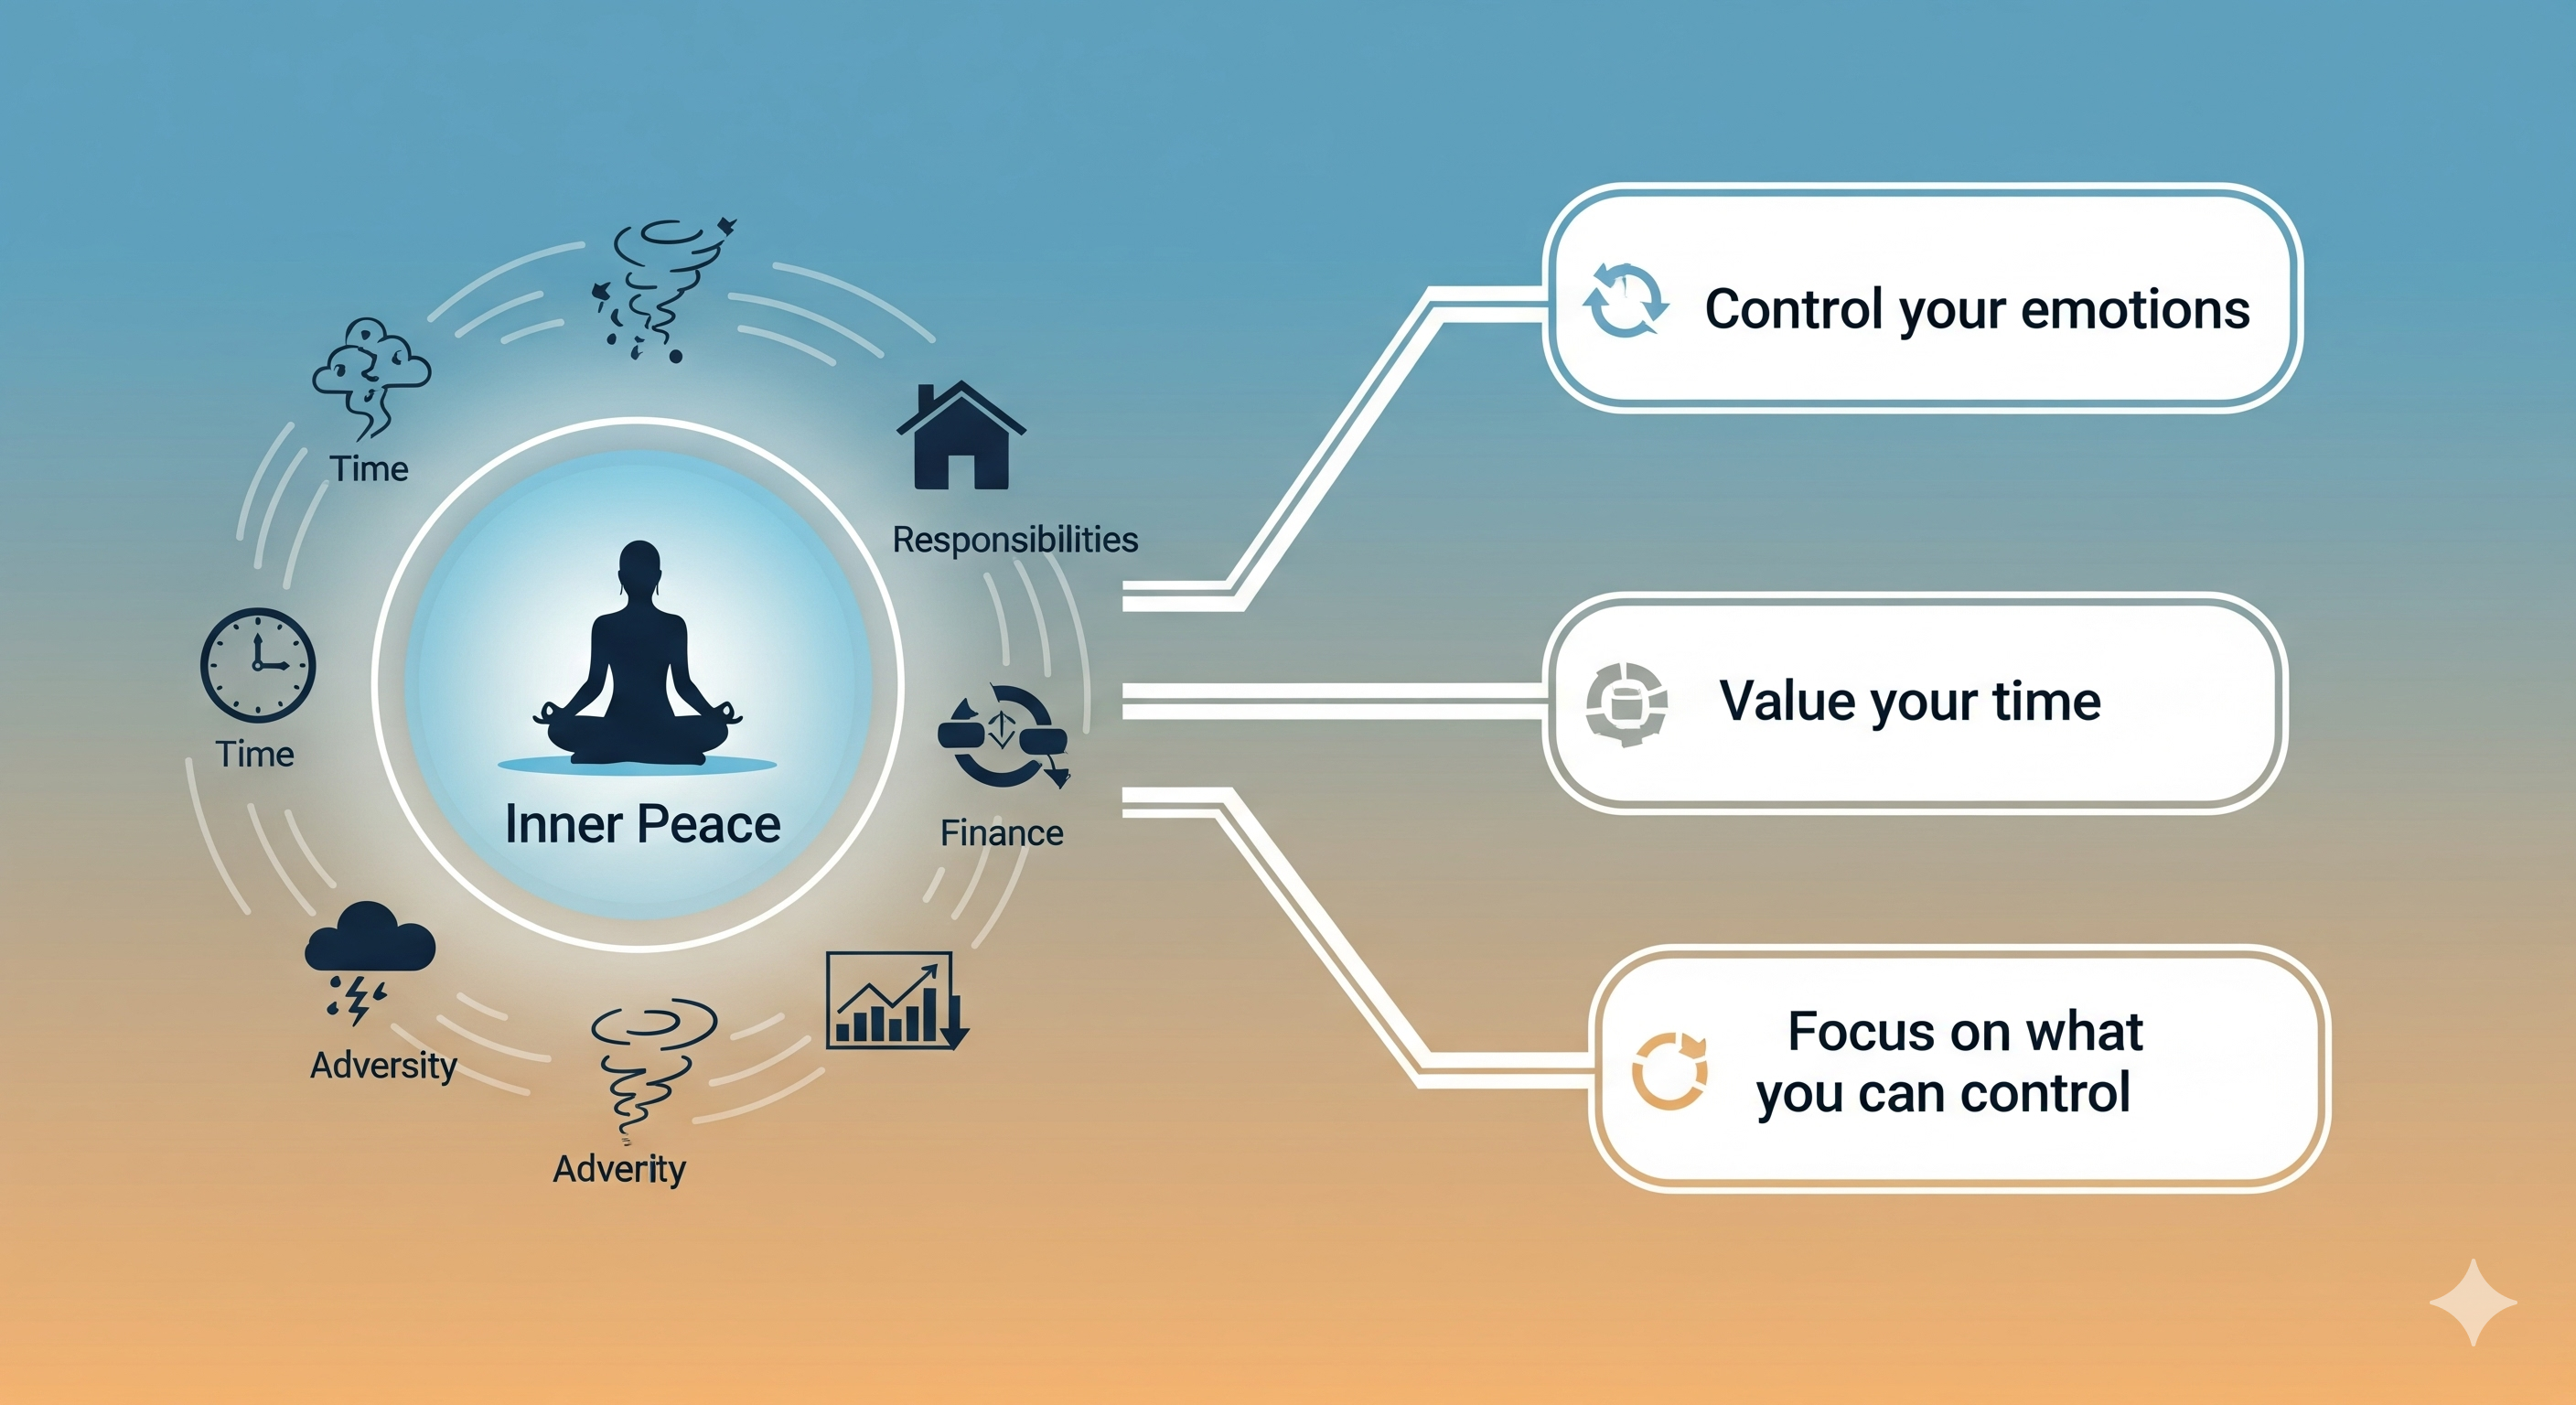 Time
Responsibilities
Time
Inner Peace
Finance
Adversity
Adverity
Control your emotions
Value your time
Focus on what
you can control